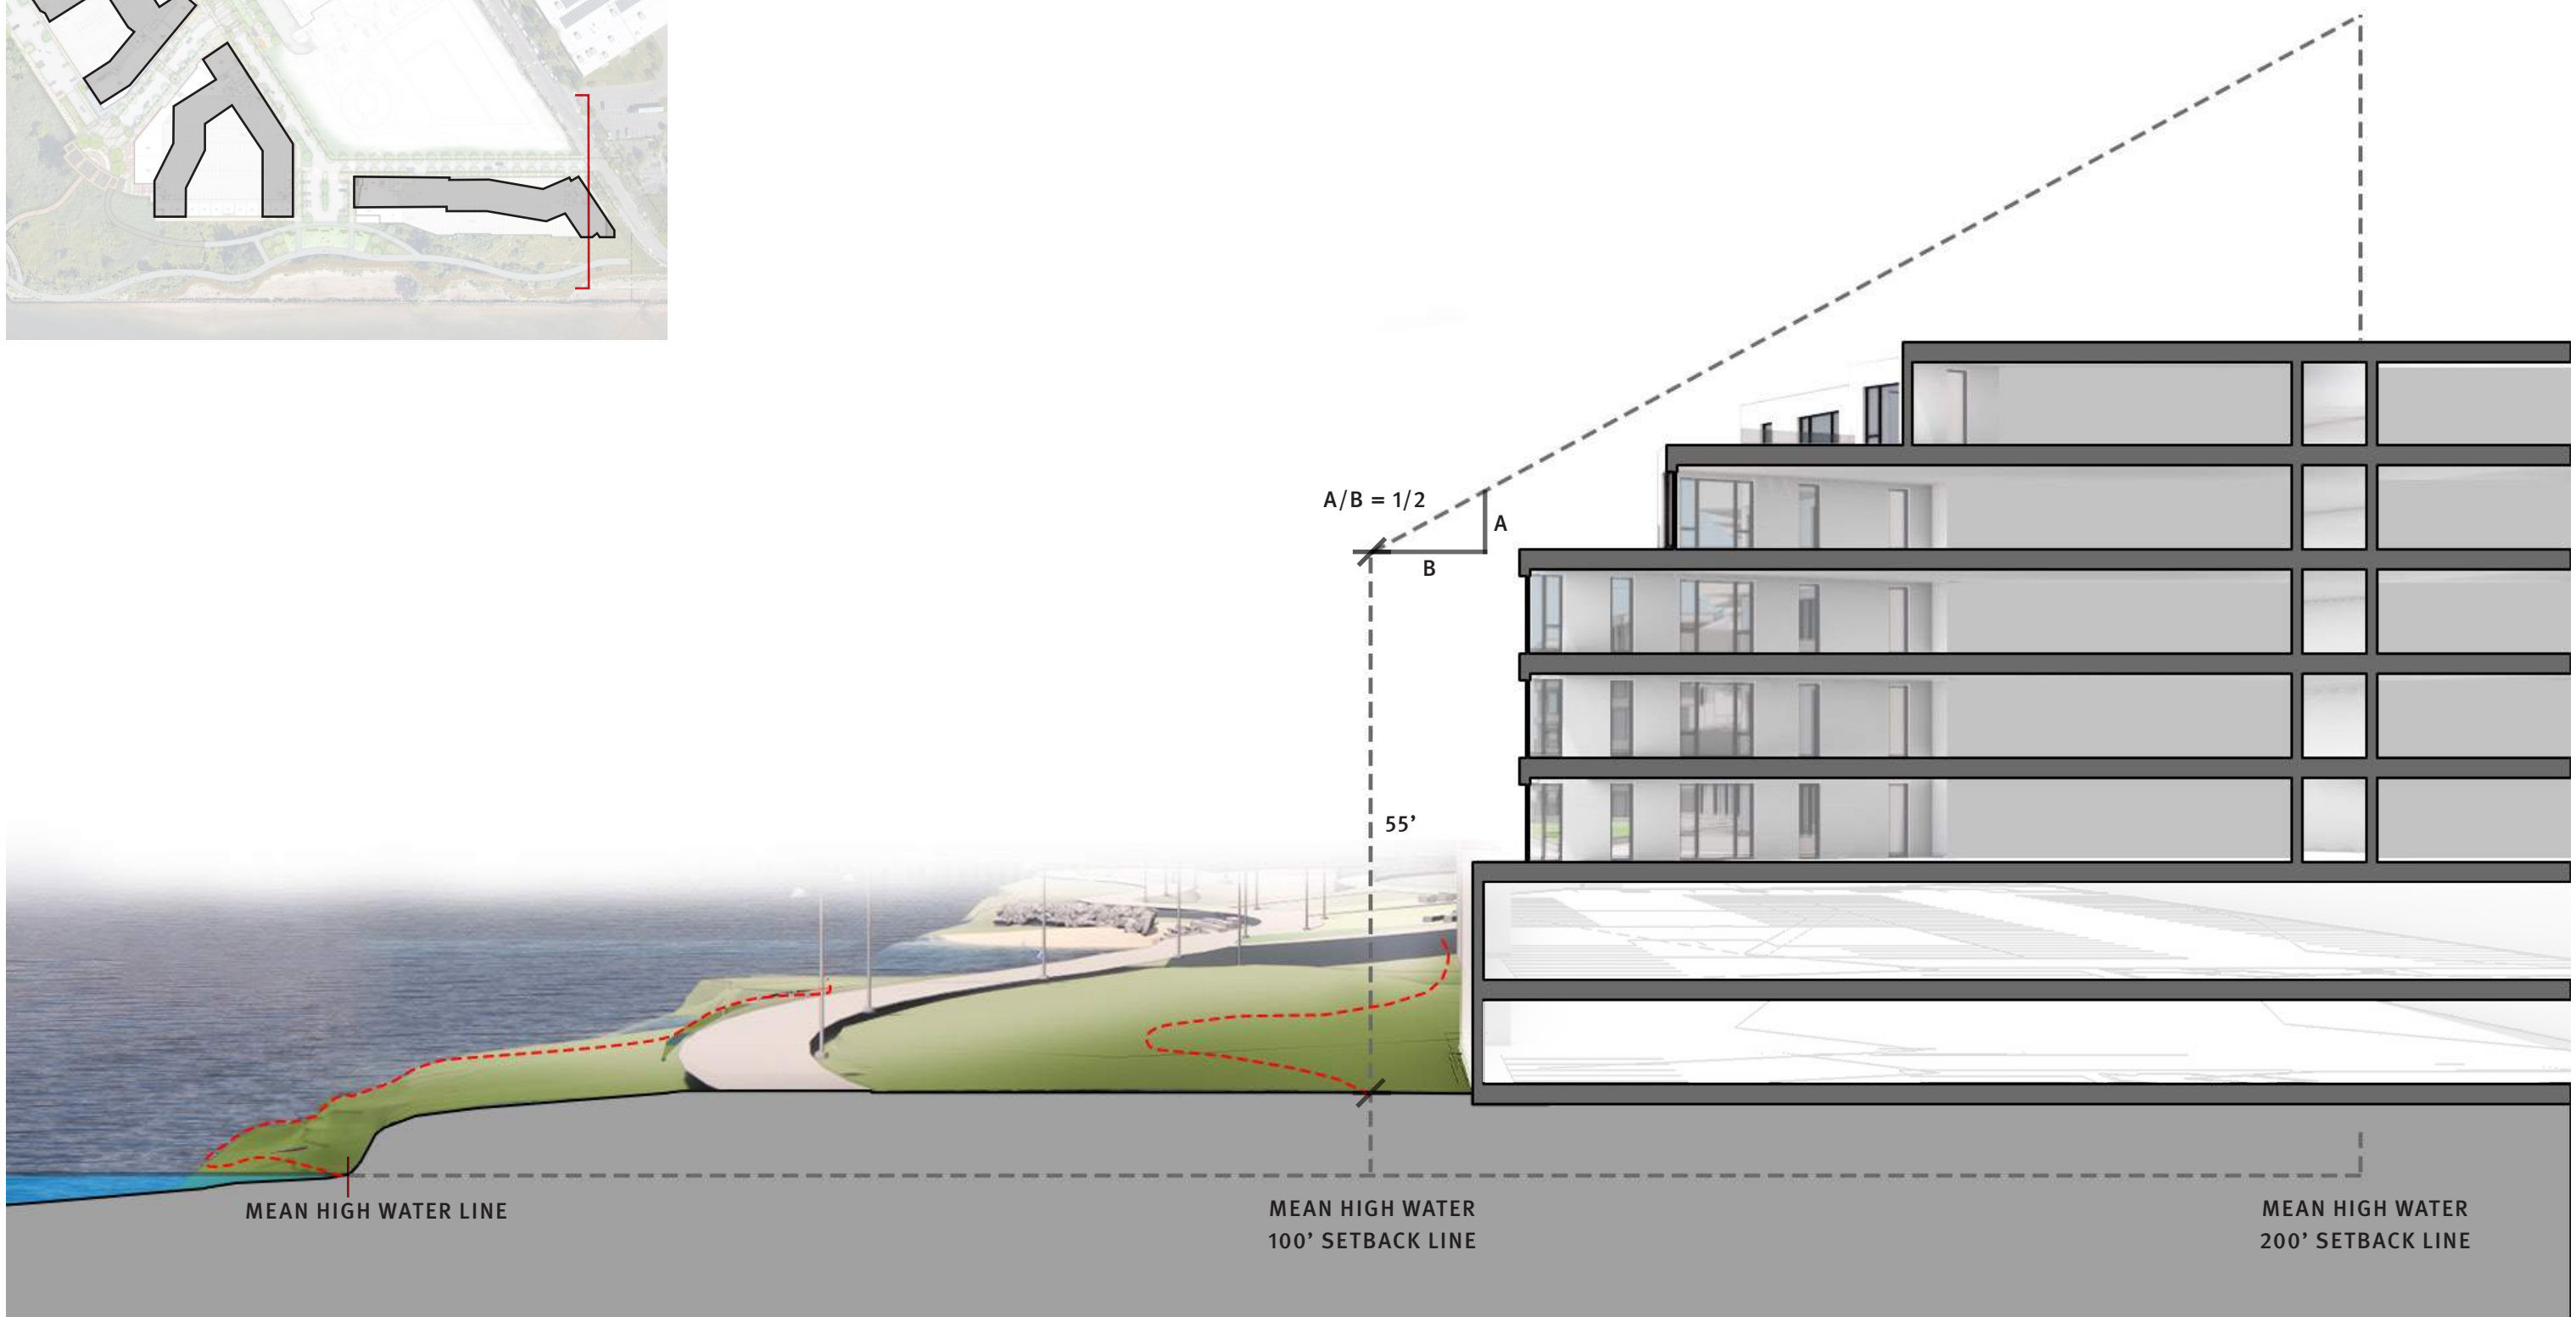 A/B = 1/2
A
B
55’
MEAN HIGH WATER LINE
MEAN HIGH WATER
100’ SETBACK LINE
MEAN HIGH WATER
200’ SETBACK LINE